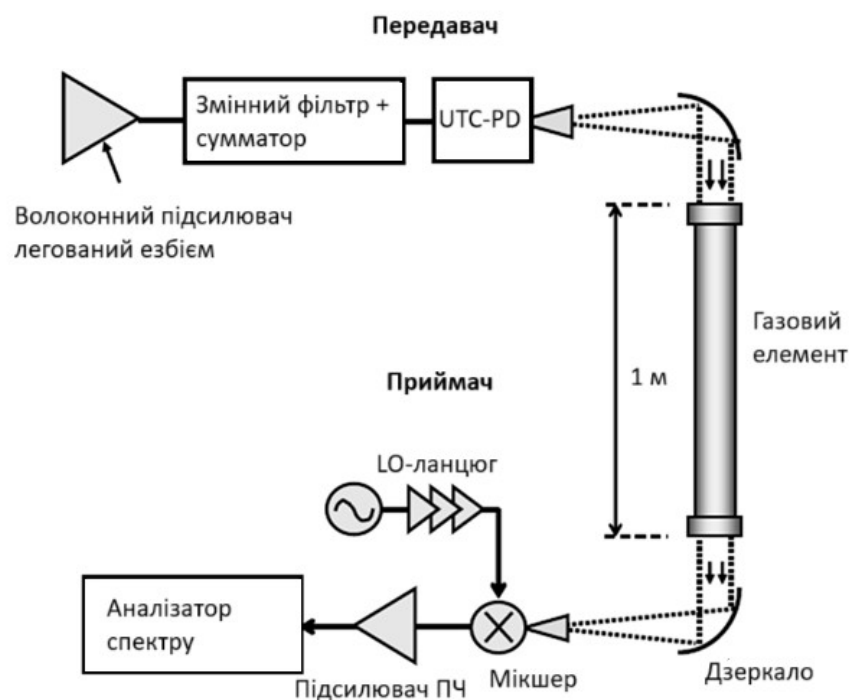 Передавач
Змінний фільтр +
сумматор
UTC-PD
Волоконний підсилювач
легований езбієм
Газовий
елемент
1 м
Приймач
LO-ланцюг
Аналізатор
спектру
Підсилювач ПЧ
Мікшер
Дзеркало